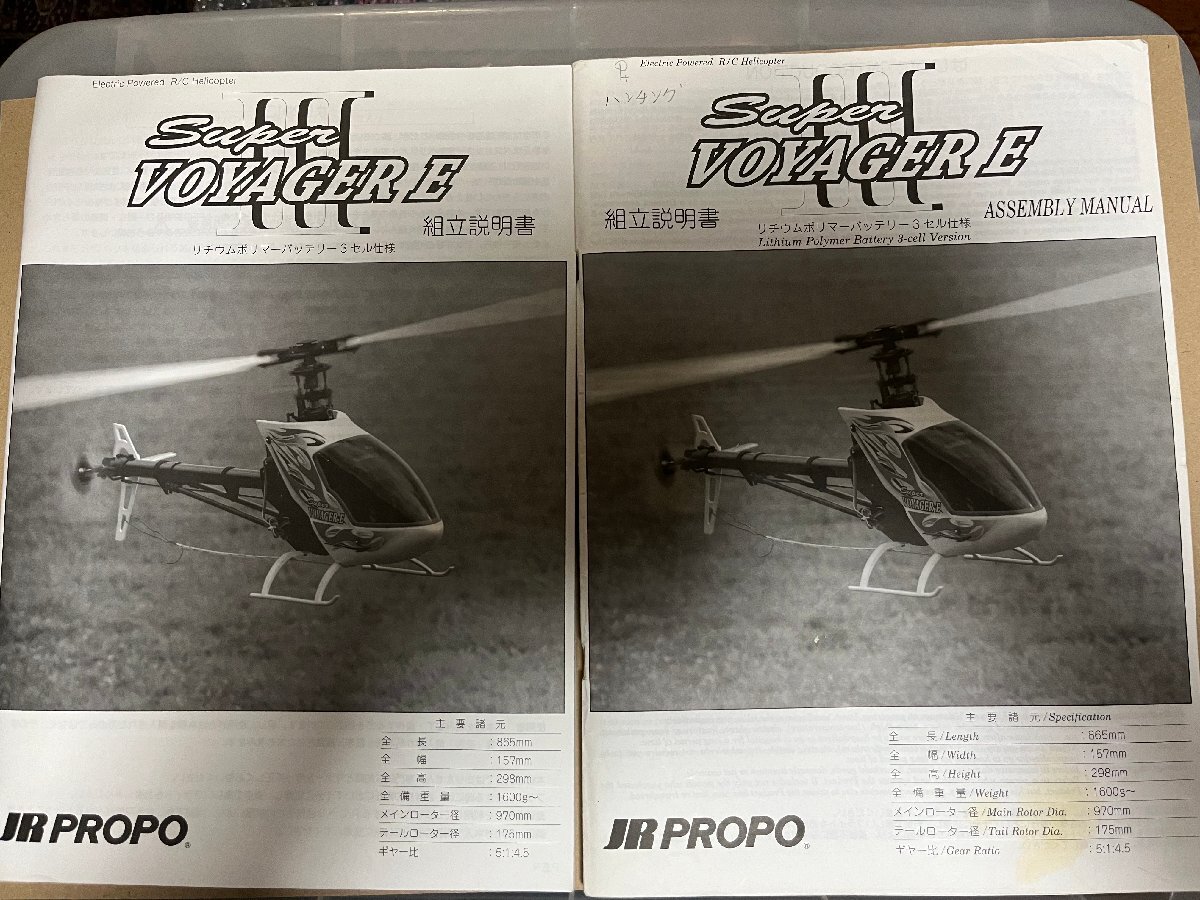 Electric Powered R/C Helicopter
Super
VOYAGER E
III
組立説明書
リチウムポリマーバッテリー3セル仕様
Super
VOYAGER-E
主要諸元
全長 :865mm
全幅 :157mm
全高 :298mm
全備重量 :1600g~
メインローター径 :970mm
テールローター径 :175mm
ギヤー比 :5:1:4.5
JR PROPO®
Electric Powered R/C Helicopter
ハンチング
Super
VOYAGER E
III
組立説明書
ASSEMBLY MANUAL
リチウムポリマーバッテリー3セル仕様
Lithium Polymer Battery 3-cell Version
Super
VOYAGER-E
主要諸元/Specification
全長/Length :865mm
全幅/Width :157mm
全高/Height :298mm
全備重量/Weight :1600g~
メインローター径/Main Rotor Dia. :970mm
テールローター径/Tail Rotor Dia. :175mm
ギヤー比/Gear Ratio :5:1:4.5
JR PROPO®